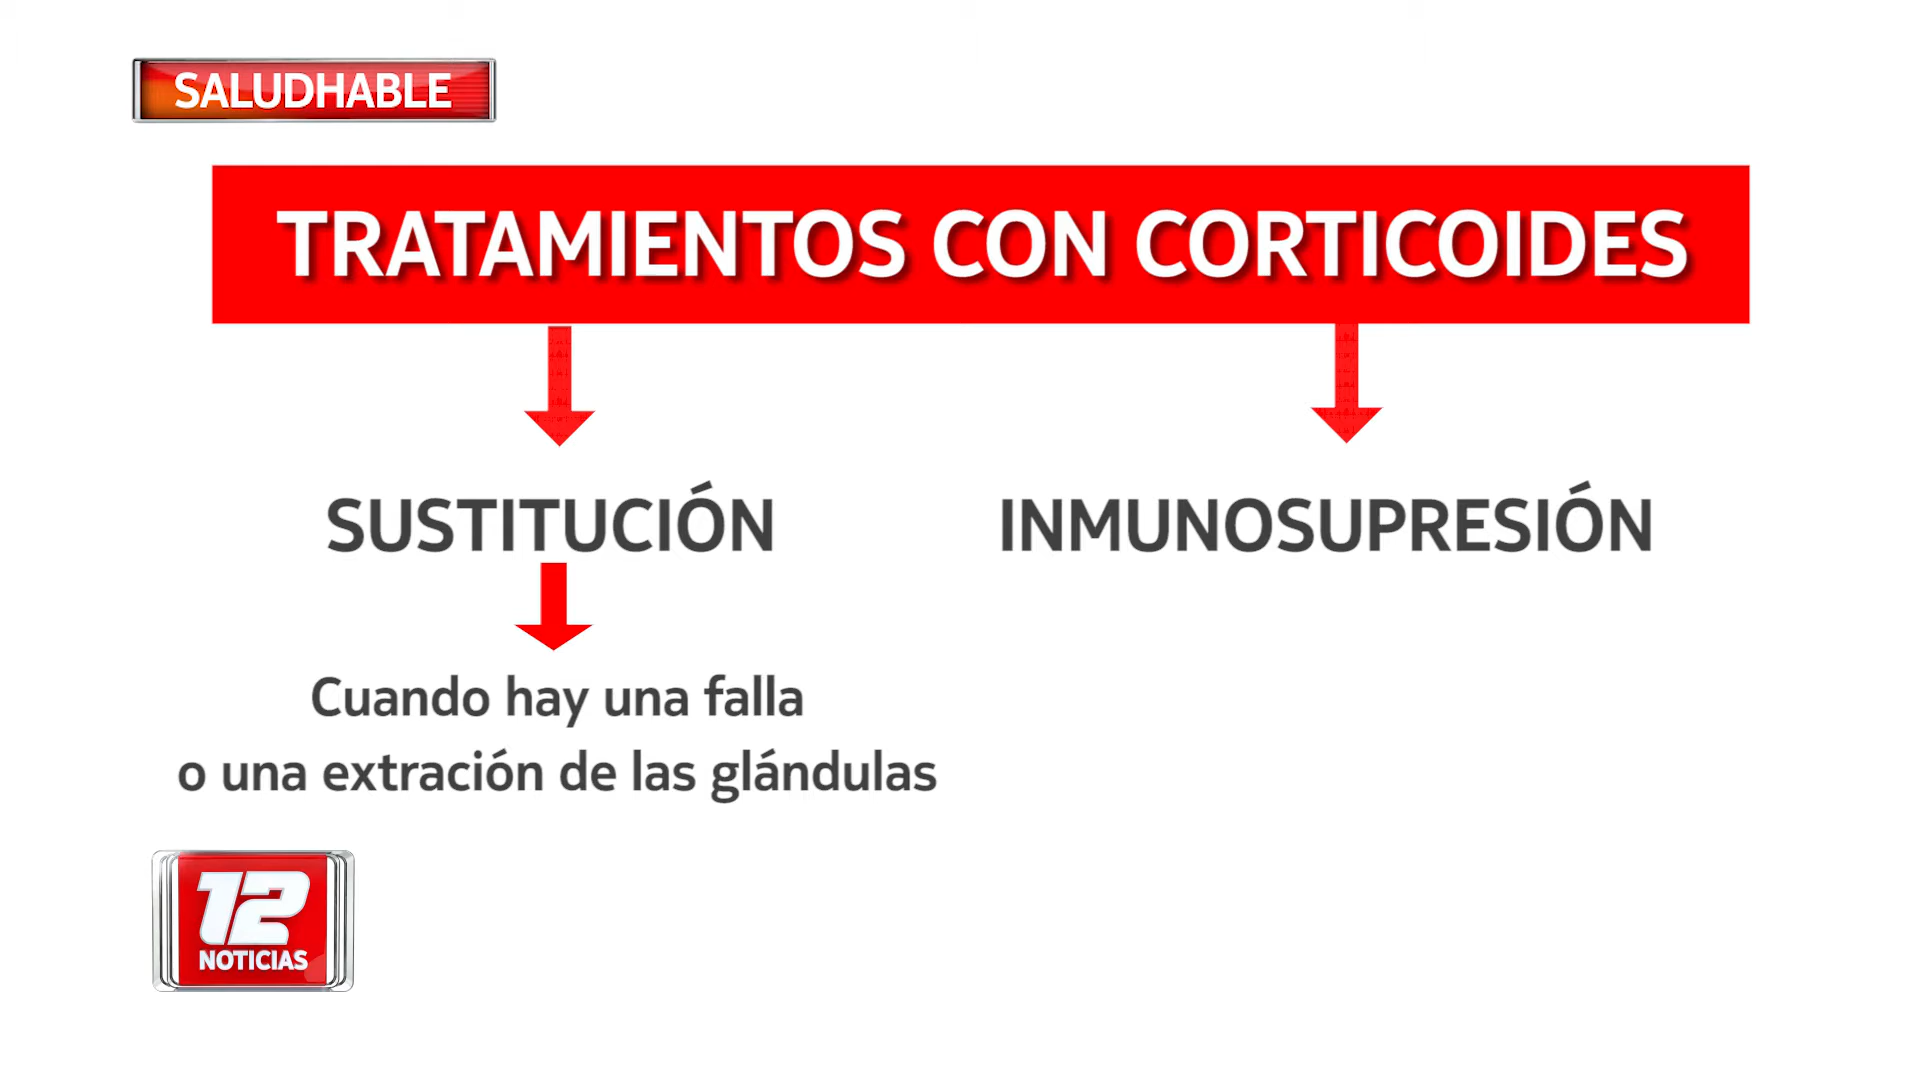 SALUDHABLE
TRATAMIENTOS CON CORTICOIDES
SUSTITUCIÓN
INMUNOSUPRESIÓN
Cuando hay una falla
o una extración de las glándulas
12
NOTICIAS